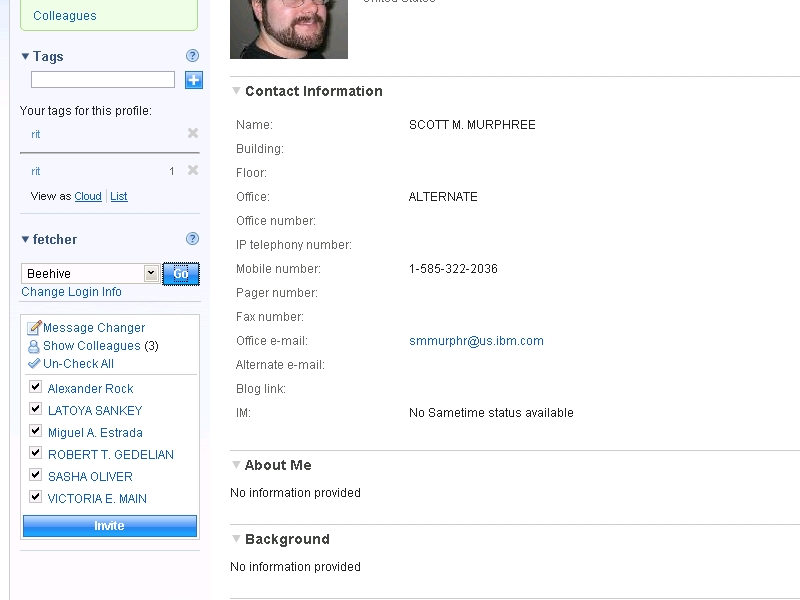 Colleagues
Tags
Your tags for this profile:
rit
rit 1
View as Cloud List
fetcher
Beehive Go
Change Login Info
Message Changer
Show Colleagues (3)
Un-Check All
Alexander Rock
LATOYA SANKEY
Miguel A. Estrada
ROBERT T. GEDELIAN
SASHA OLIVER
VICTORIA E. MAIN
Invite
United States
Contact Information
Name: SCOTT M. MURPHREE
Building:
Floor:
Office: ALTERNATE
Office number:
IP telephony number:
Mobile number: 1-585-322-2036
Pager number:
Fax number:
Office e-mail: smmurphr@us.ibm.com
Alternate e-mail:
Blog link:
IM: No Sametime status available
About Me
No information provided
Background
No information provided